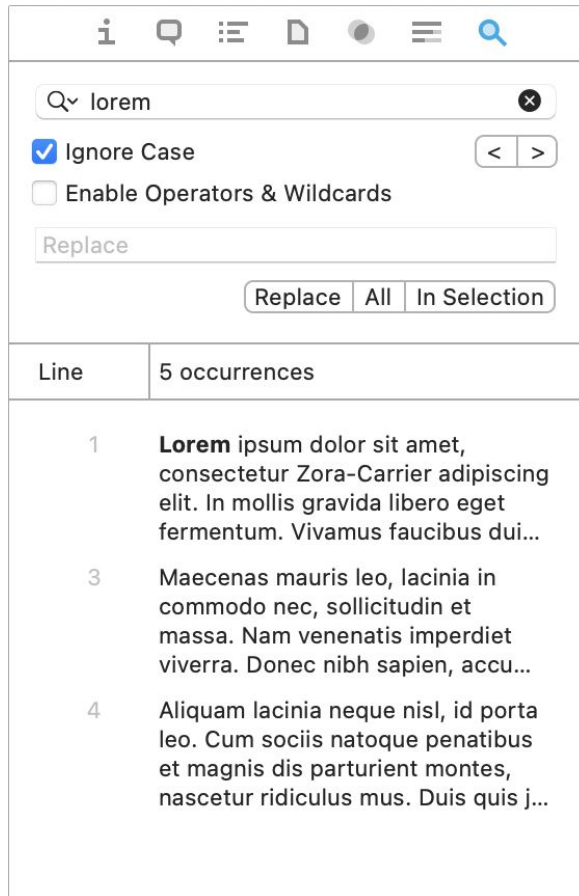 lorem
Ignore Case
< >
Enable Operators & Wildcards
Replace
Replace All In Selection
Line 5 occurrences
1 Lorem ipsum dolor sit amet,
consectetur Zora-Carrier adipiscing
elit. In mollis gravida libero eget
fermentum. Vivamus faucibus dui...
3 Maecenas mauris leo, lacinia in
commodo nec, sollicitudin et
massa. Nam venenatis imperdiet
viverra. Donec nibh sapien, accu...
4 Aliquam lacinia neque nisl, id porta
leo. Cum sociis natoque penatibus
et magnis dis parturient montes,
nascetur ridiculus mus. Duis quis j...